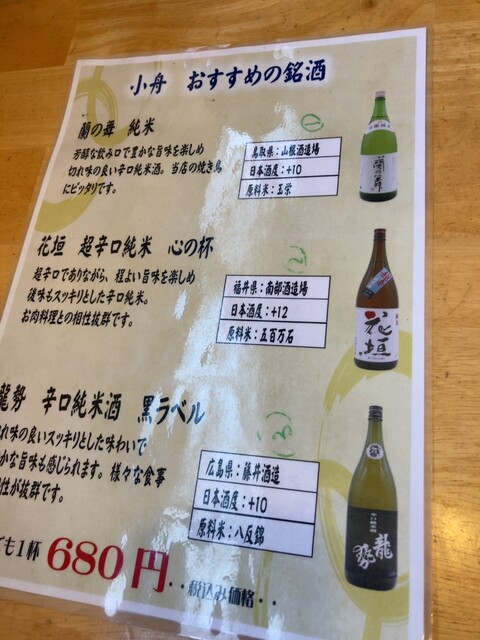 小舟 おすすめの銘酒
蘭の舞 純米
芳醇な飲み口で豊かな旨味を楽しめ
切れ味の良い辛口純米酒。当店の焼き鳥
にピッタリです。
①
鳥取県:山根酒造場
日本酒度:+10
原料米:玉栄
花垣 超辛口純米 心の杯
超辛口でありながら、程よい旨味を楽しめ
後味もスッキリとした辛口純米。
お肉料理との相性抜群です。
(2)
福井県:南部酒造場
日本酒度:+12
原料米:五百万石
花垣
龍勢 辛口純米酒 黒ラベル
れ味の良いスッキリとした味わいで
かな旨味も感じられます。様々な食事
性が抜群です。
(3)
広島県:藤井酒造
日本酒度:+10
原料米:八反錦
龍勢
でも1杯 680円・・税込み価格・・